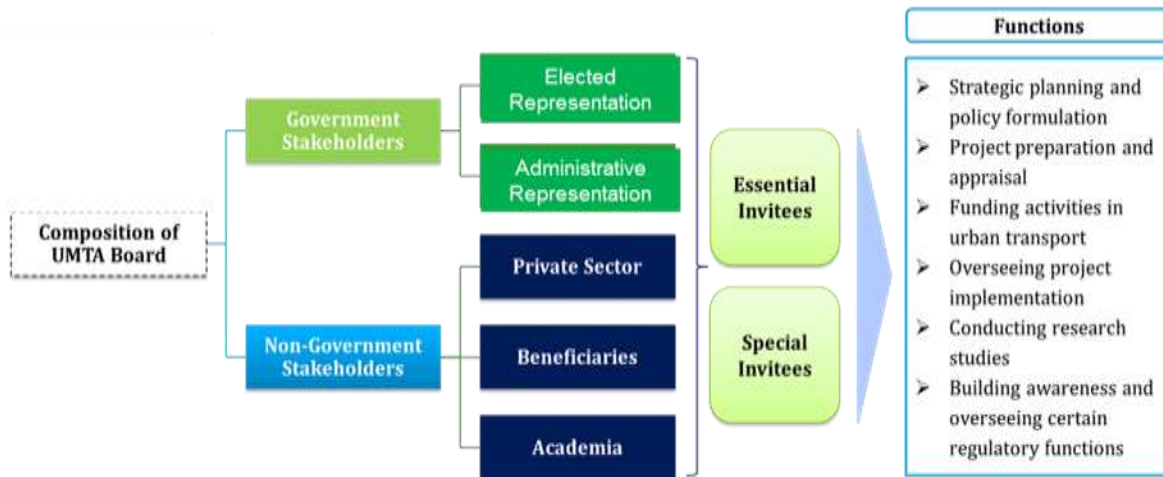 Composition of
UMTA Board
Government
Stakeholders
Non-Government
Stakeholders
Elected
Representation
Administrative
Representation
Private Sector
Beneficiaries
Academia
Essential
Invitees
Special
Invitees
Functions
➢ Strategic planning and
policy formulation
➢ Project preparation and
appraisal
➢ Funding activities in
urban transport
➢ Overseeing project
implementation
➢ Conducting research
studies
➢ Building awareness and
overseeing certain
regulatory functions